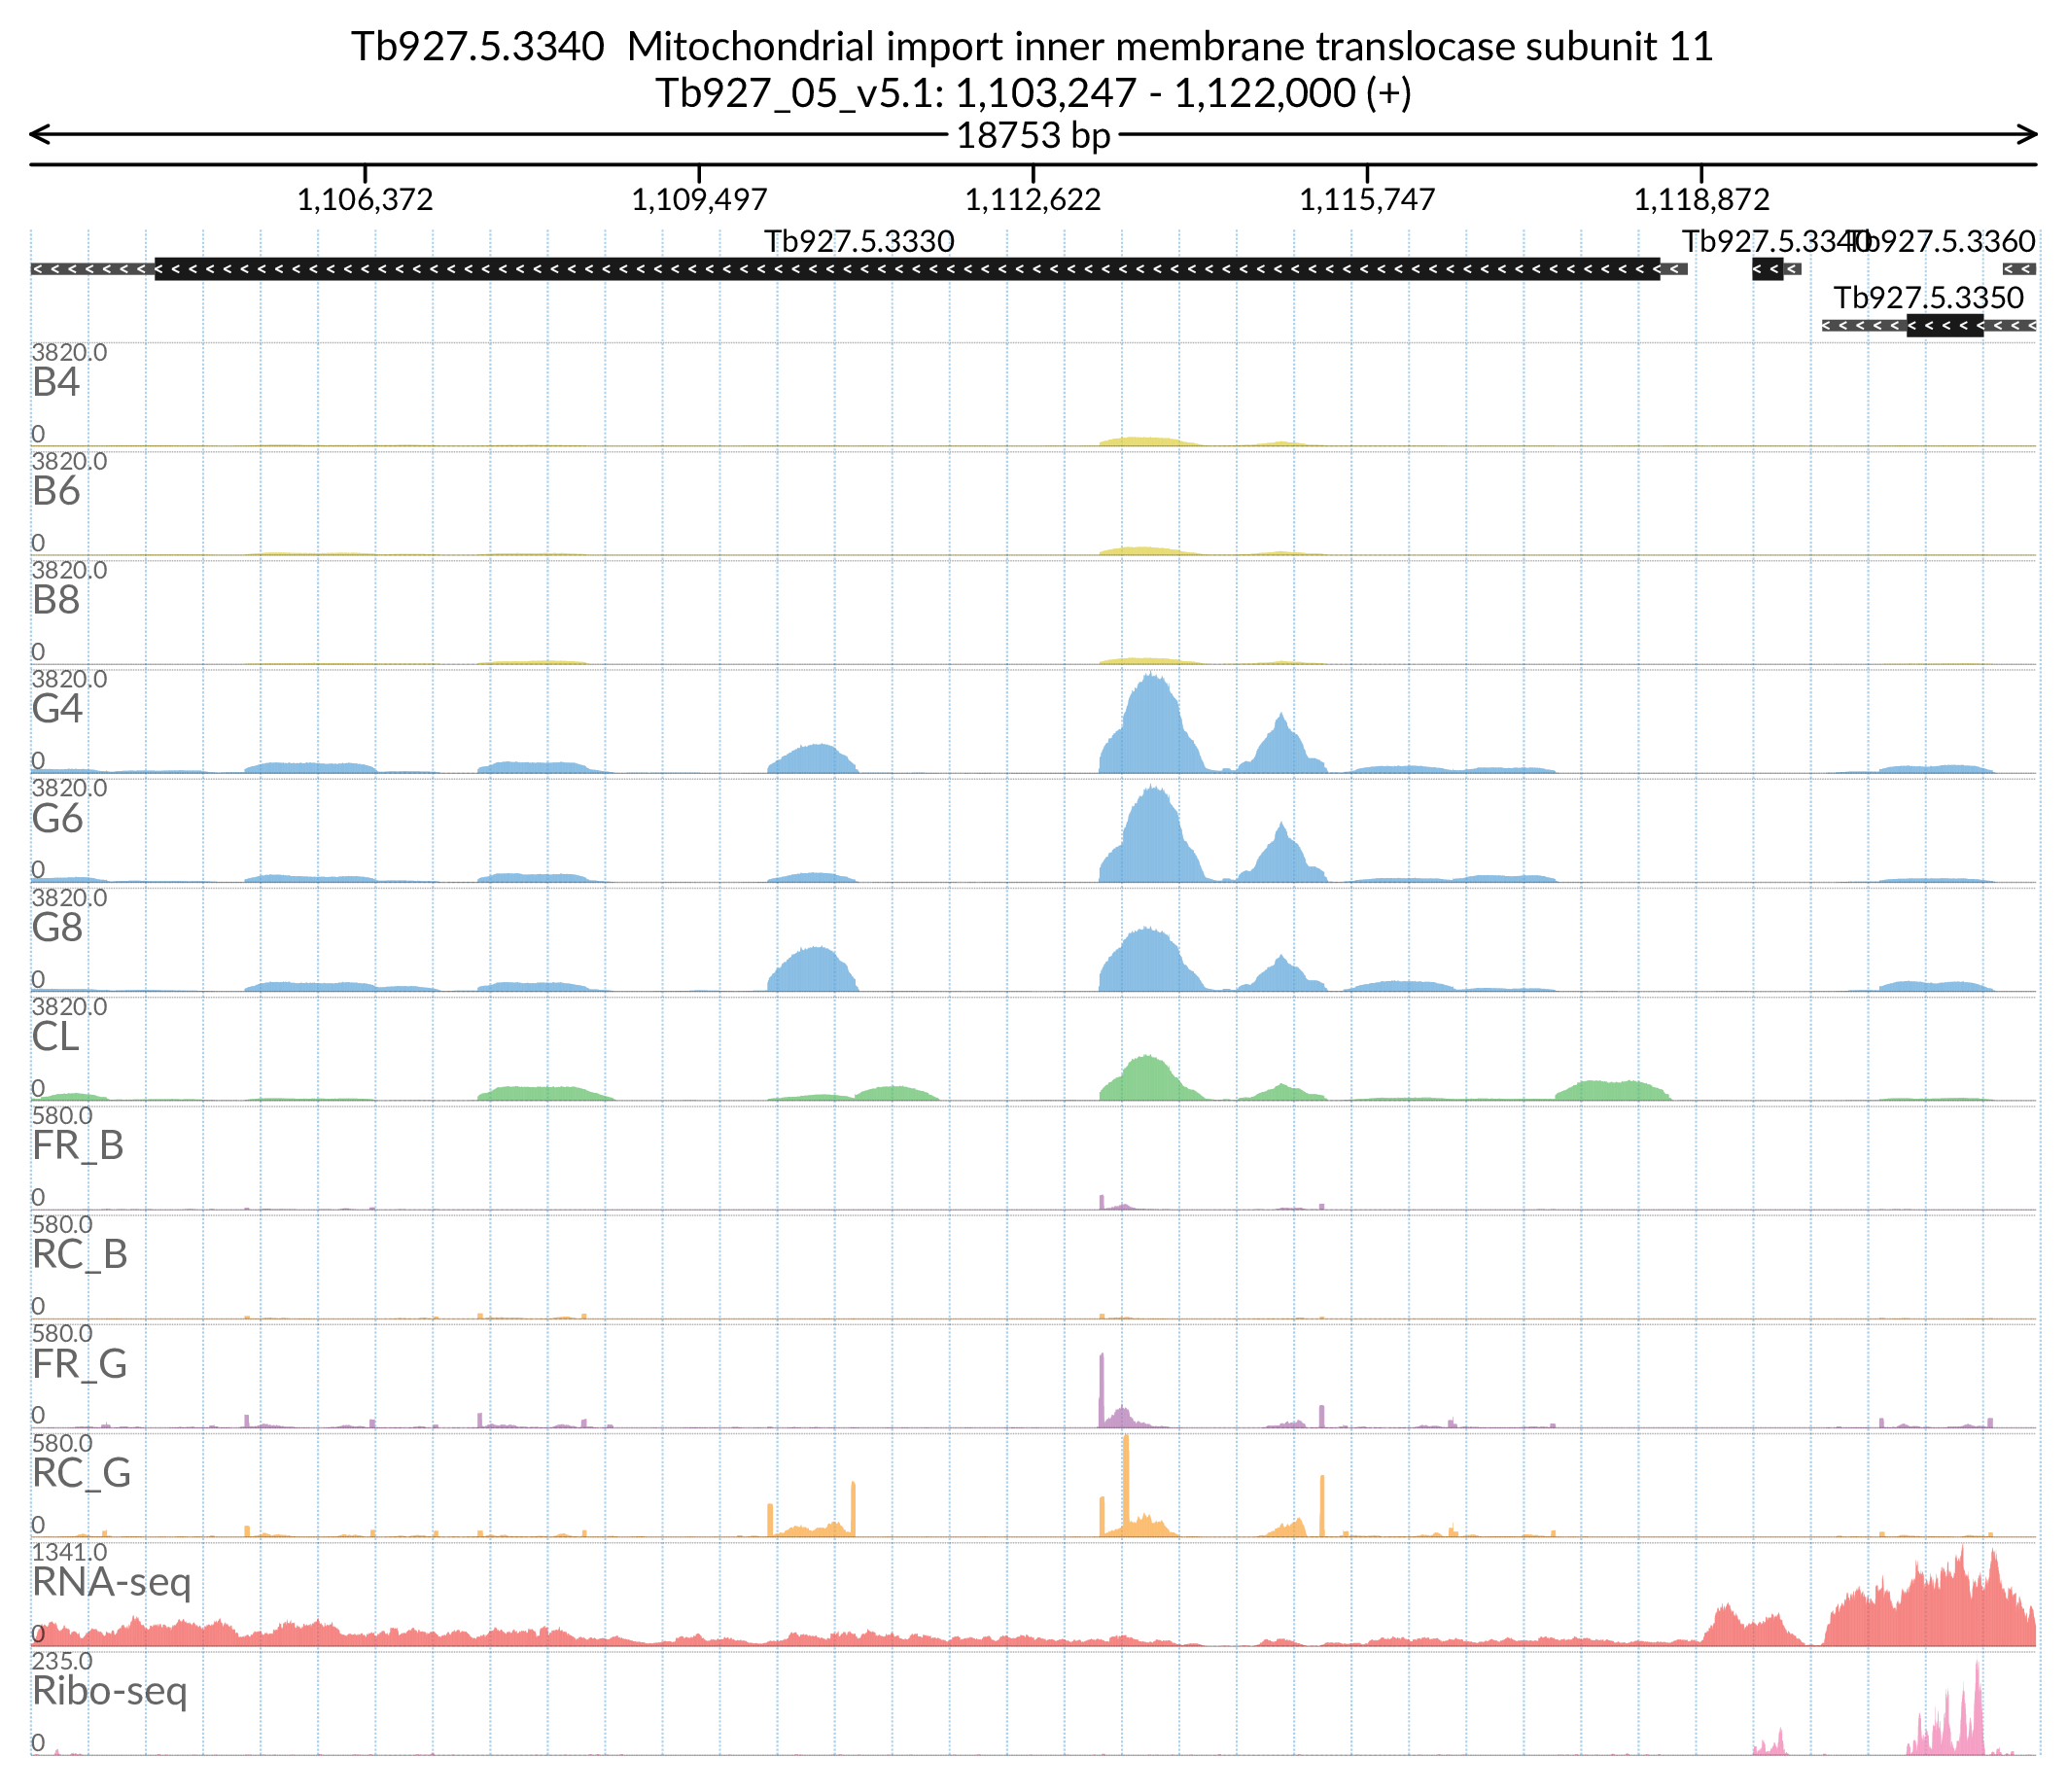 Tb927.5.3340 Mitochondrial import inner membrane translocase subunit 11
Tb927_05_v5.1: 1,103,247 - 1,122,000 (+)
18753 bp
1,106,372 1,109,497 1,112,622 1,115,747 1,118,872
Tb927.5.3330 Tb927.5.3340 Tb927.5.3360
Tb927.5.3350
3820.0
B4
0
3820.0
B6
0
3820.0
B8
0
3820.0
G4
0
3820.0
G6
0
3820.0
G8
0
3820.0
CL
0
580.0
FR_B
0
580.0
RC_B
0
580.0
FR_G
0
580.0
RC_G
0
1341.0
RNA-seq
0
235.0
Ribo-seq
0